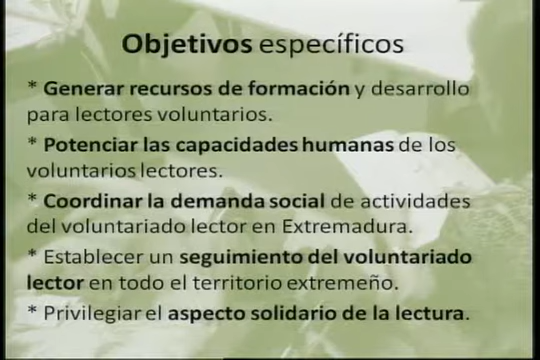 Objetivos específicos
* Generar recursos de formación y desarrollo
para lectores voluntarios.
* Potenciar las capacidades humanas de los
voluntarios lectores.
* Coordinar la demanda social de actividades
del voluntariado lector en Extremadura.
* Establecer un seguimiento del voluntariado
lector en todo el territorio extremeño.
* Privilegiar el aspecto solidario de la lectura.